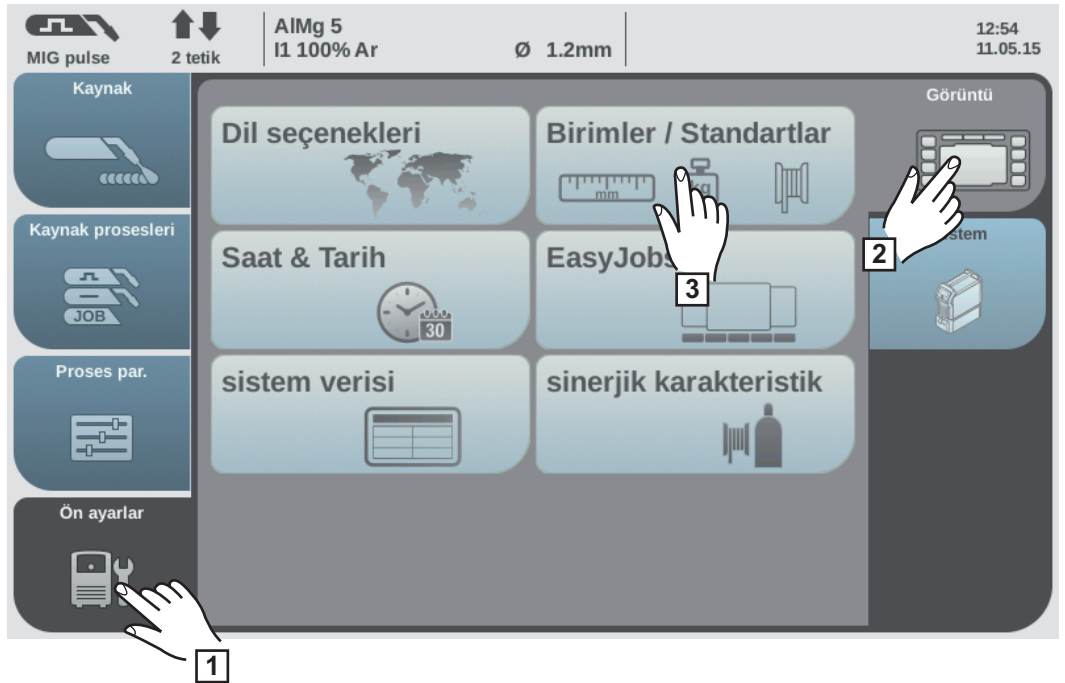 MIG pulse
2 tetik
AlMg 5
I1 100% Ar
Ø 1.2mm
12:54
11.05.15
Kaynak
Kaynak prosesleri
JOB
Proses par.
Ön ayarlar
1
Dil seçenekleri
Birimler / Standartlar
mm
kg
3
Saat & Tarih
30
EasyJobs
sistem verisi
sinerjik karakteristik
Görüntü
2